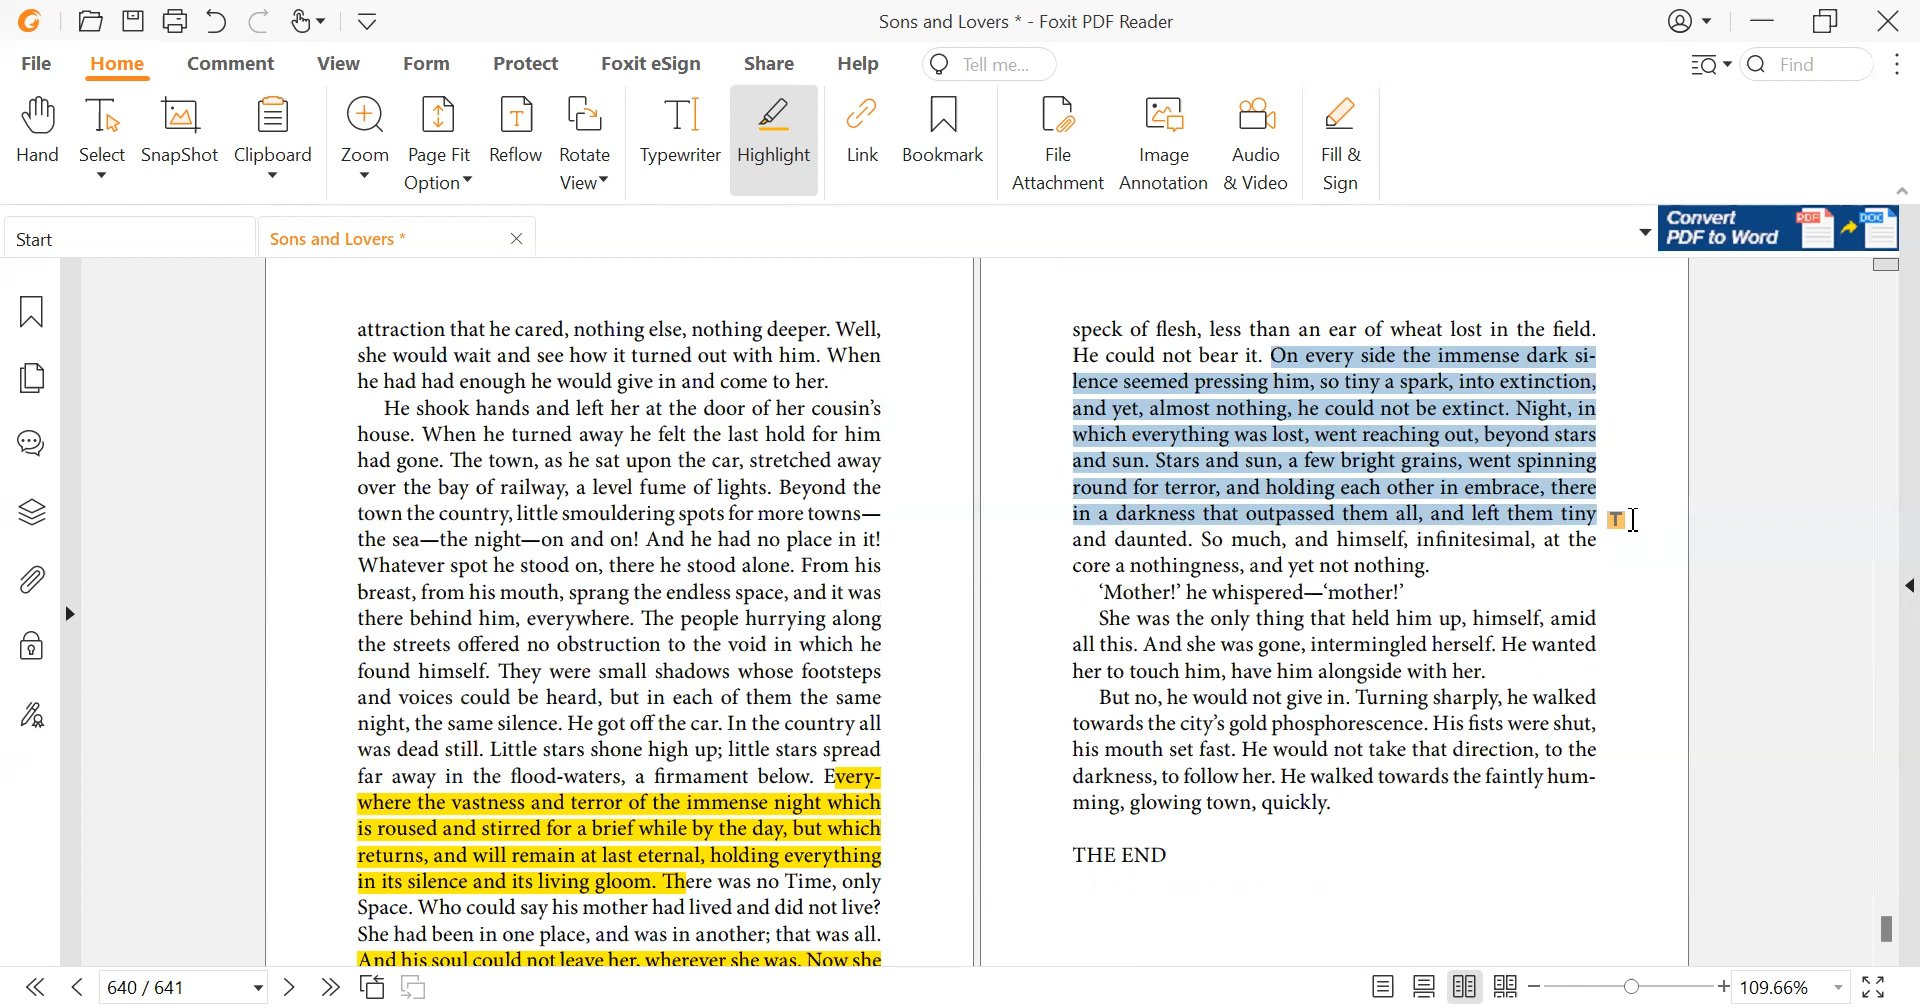 Sons and Lovers * - Foxit PDF Reader
File Home Comment View Form Protect Foxit eSign Share Help Tell me... Find
Hand Select SnapShot Clipboard Zoom Page Fit Option Reflow Rotate View Typewriter Highlight Link Bookmark File Attachment Image Annotation Audio & Video Fill & Sign
Start Sons and Lovers *
Convert PDF to Word PDF DOC
attraction that he cared, nothing else, nothing deeper. Well,
she would wait and see how it turned out with him. When
he had had enough he would give in and come to her.
He shook hands and left her at the door of her cousin's
house. When he turned away he felt the last hold for him
had gone. The town, as he sat upon the car, stretched away
over the bay of railway, a level fume of lights. Beyond the
town the country, little smouldering spots for more towns—
the sea—the night—on and on! And he had no place in it!
Whatever spot he stood on, there he stood alone. From his
breast, from his mouth, sprang the endless space, and it was
there behind him, everywhere. The people hurrying along
the streets offered no obstruction to the void in which he
found himself. They were small shadows whose footsteps
and voices could be heard, but in each of them the same
night, the same silence. He got off the car. In the country all
was dead still. Little stars shone high up; little stars spread
far away in the flood-waters, a firmament below. Every-
where the vastness and terror of the immense night which
is roused and stirred for a brief while by the day, but which
returns, and will remain at last eternal, holding everything
in its silence and its living gloom. There was no Time, only
Space. Who could say his mother had lived and did not live?
She had been in one place, and was in another; that was all.
And his soul could not leave her, wherever she was. Now she
speck of flesh, less than an ear of wheat lost in the field.
He could not bear it. On every side the immense dark si-
lence seemed pressing him, so tiny a spark, into extinction,
and yet, almost nothing, he could not be extinct. Night, in
which everything was lost, went reaching out, beyond stars
and sun. Stars and sun, a few bright grains, went spinning
round for terror, and holding each other in embrace, there
in a darkness that outpassed them all, and left them tiny
and daunted. So much, and himself, infinitesimal, at the
core a nothingness, and yet not nothing.
‘Mother!’ he whispered—‘mother!’
She was the only thing that held him up, himself, amid
all this. And she was gone, intermingled herself. He wanted
her to touch him, have him alongside with her.
But no, he would not give in. Turning sharply, he walked
towards the city's gold phosphorescence. His fists were shut,
his mouth set fast. He would not take that direction, to the
darkness, to follow her. He walked towards the faintly hum-
ming, glowing town, quickly.
THE END
640 / 641
109.66%